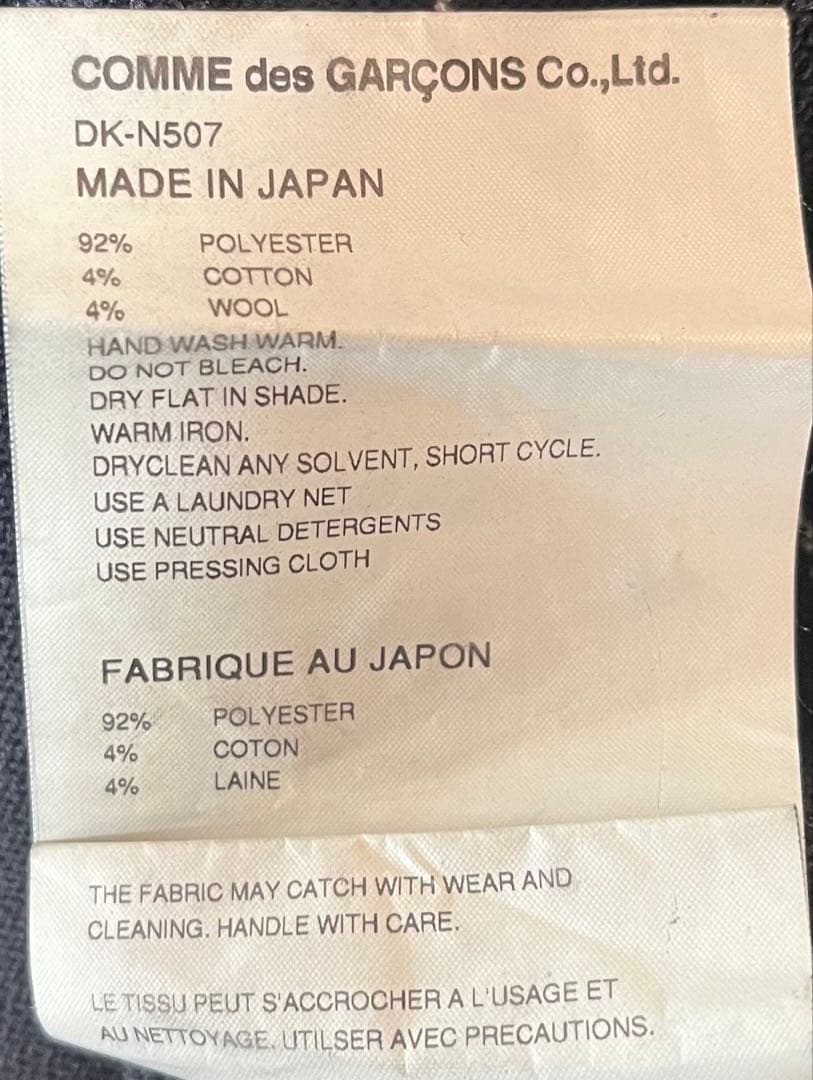 COMME des GARÇONS Co.,Ltd.
DK-N507
MADE IN JAPAN
92% POLYESTER
4% COTTON
4% WOOL
HAND WASH WARM.
DO NOT BLEACH.
DRY FLAT IN SHADE.
WARM IRON.
DRYCLEAN ANY SOLVENT, SHORT CYCLE.
USE A LAUNDRY NET
USE NEUTRAL DETERGENTS
USE PRESSING CLOTH
FABRIQUE AU JAPON
92% POLYESTER
4% COTON
4% LAINE
THE FABRIC MAY CATCH WITH WEAR AND
CLEANING. HANDLE WITH CARE.
LE TISSU PEUT S'ACCROCHER A L'USAGE ET
AU NETTOYAGE. UTILSER AVEC PRECAUTIONS.